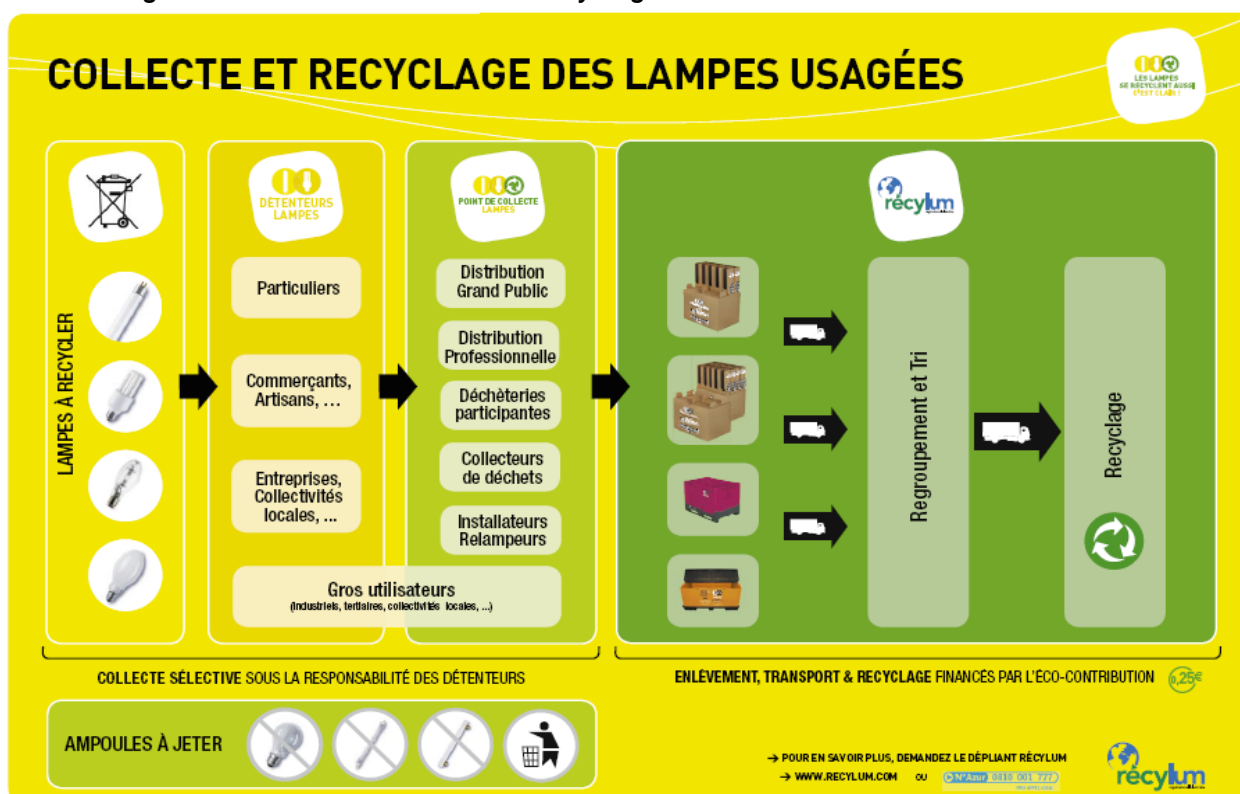 COLLECTE ET RECYCLAGE DES LAMPES USAGÉES
LES LAMPES
SE RECYCLENT AUSSI
C'EST CLAIR !
LAMPES À RECYCLER
DÉTENTEURS
LAMPES
Particuliers
Commerçants,
Artisans, ...
Entreprises,
Collectivités
locales, ...
POINT DE COLLECTE
LAMPES
Distribution
Grand Public
Distribution
Professionnelle
Déchèteries
participantes
Collecteurs
de déchets
Installateurs
Relampeurs
Gros utilisateurs
(Industriels, tertiaires, collectivités locales, ...)
récylum
Regroupement et Tri
Recyclage
COLLECTE SÉLECTIVE SOUS LA RESPONSABILITÉ DES DÉTENTEURS
ENLÈVEMENT, TRANSPORT & RECYCLAGE FINANCÉS PAR L'ÉCO-CONTRIBUTION 0,25€
AMPOULES À JETER
→ POUR EN SAVOIR PLUS, DEMANDEZ LE DÉPLIANT RÉCYLUM
→ WWW.RECYLUM.COM OU N°Azur 0810 001 777
récylum